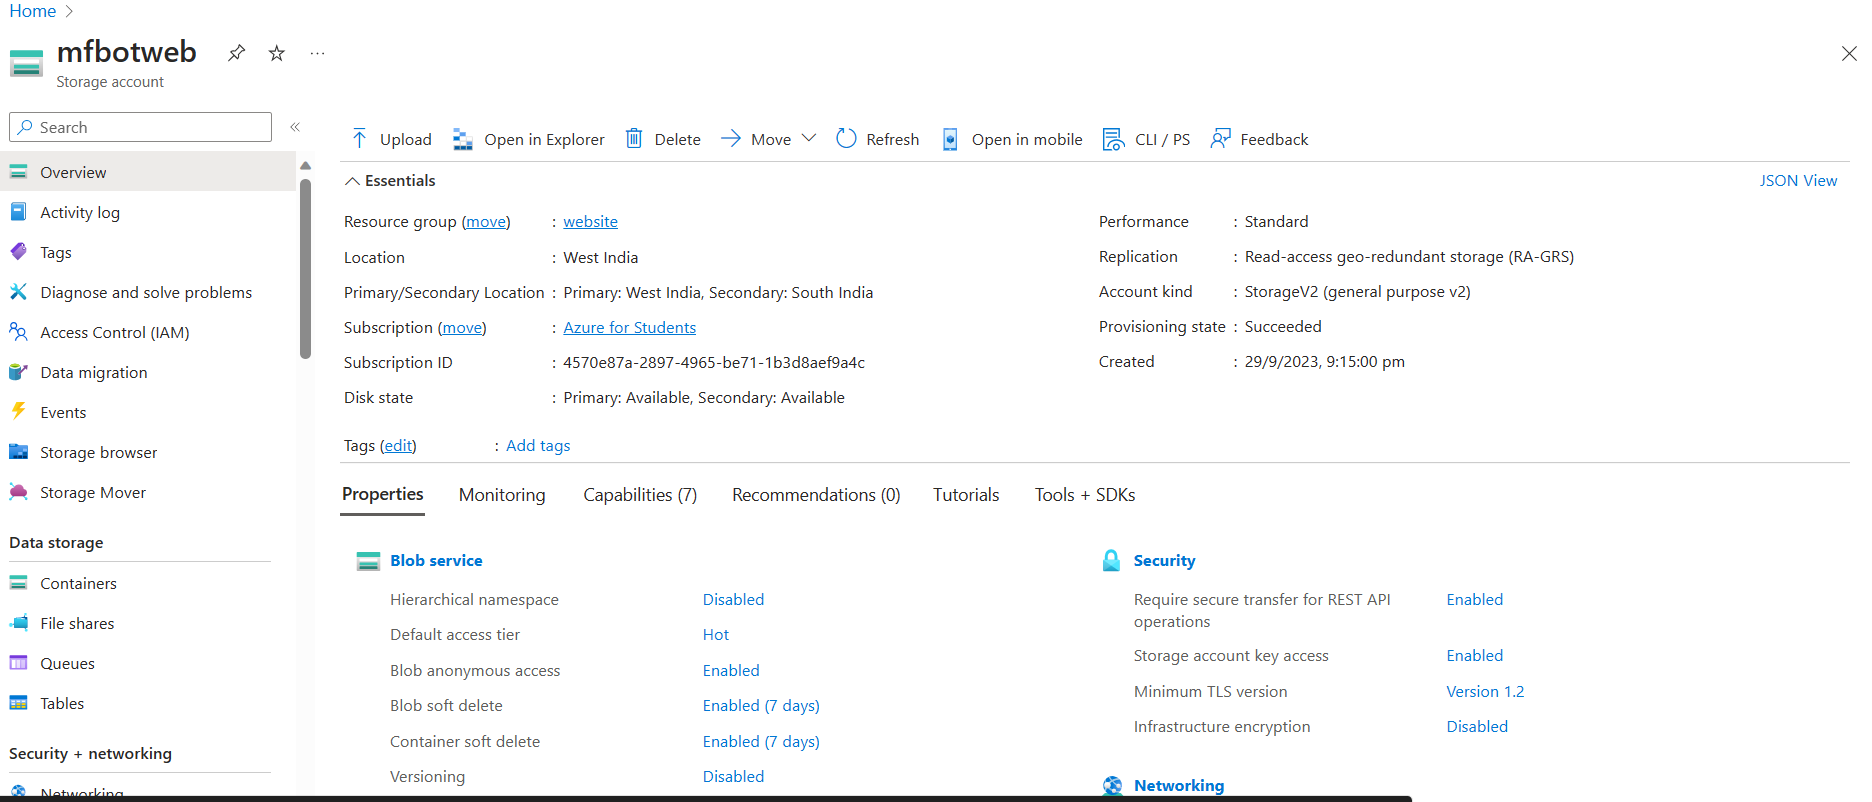 Home
mfbotweb
Storage account
Search
Overview
Activity log
Tags
Diagnose and solve problems
Access Control (IAM)
Data migration
Events
Storage browser
Storage Mover
Data storage
Containers
File shares
Queues
Tables
Security + networking
Networking
Upload Open in Explorer Delete Move Refresh Open in mobile CLI / PS Feedback
Essentials JSON View
Resource group (move) : website
Location : West India
Primary/Secondary Location : Primary: West India, Secondary: South India
Subscription (move) : Azure for Students
Subscription ID : 4570e87a-2897-4965-be71-1b3d8aef9a4c
Disk state : Primary: Available, Secondary: Available
Performance : Standard
Replication : Read-access geo-redundant storage (RA-GRS)
Account kind : StorageV2 (general purpose v2)
Provisioning state : Succeeded
Created : 29/9/2023, 9:15:00 pm
Tags (edit) : Add tags
Properties Monitoring Capabilities (7) Recommendations (0) Tutorials Tools + SDKs
Blob service
Hierarchical namespace Disabled
Default access tier Hot
Blob anonymous access Enabled
Blob soft delete Enabled (7 days)
Container soft delete Enabled (7 days)
Versioning Disabled
Security
Require secure transfer for REST API Enabled
operations
Storage account key access Enabled
Minimum TLS version Version 1.2
Infrastructure encryption Disabled
Networking